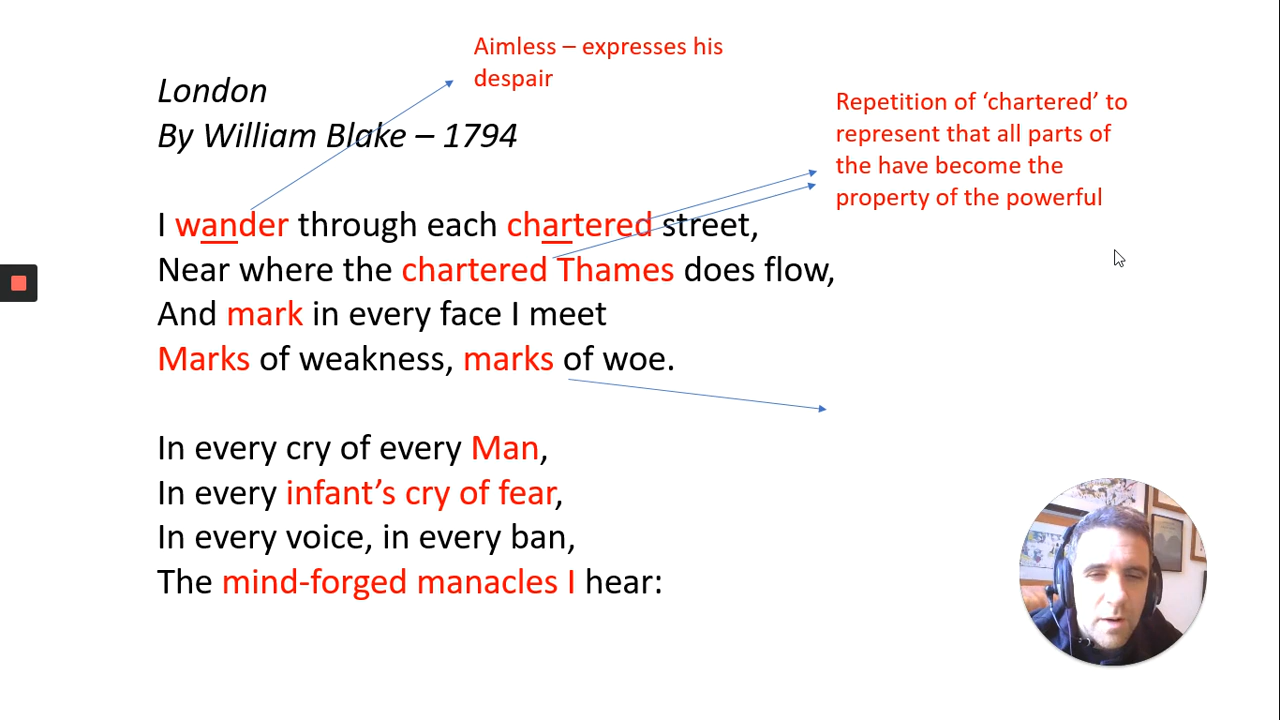 Aimless – expresses his
despair
London
By William Blake – 1794
Repetition of ‘chartered’ to
represent that all parts of
the have become the
property of the powerful
I wander through each chartered street,
Near where the chartered Thames does flow,
And mark in every face I meet
Marks of weakness, marks of woe.
In every cry of every Man,
In every infant’s cry of fear,
In every voice, in every ban,
The mind-forged manacles I hear: